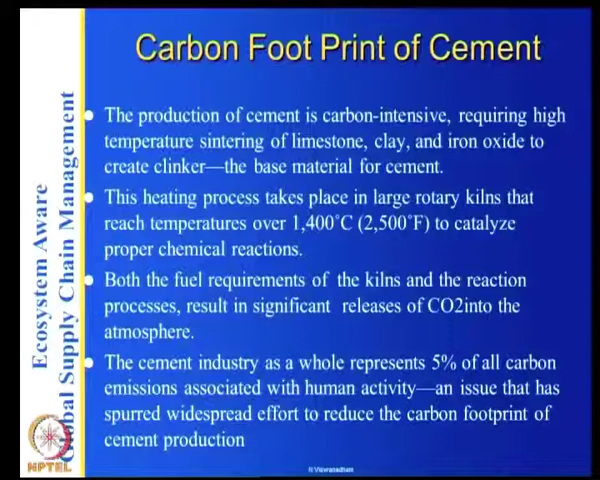 Carbon Foot Print of Cement
The production of cement is carbon-intensive, requiring high
temperature sintering of limestone, clay, and iron oxide to
create clinker—the base material for cement.
This heating process takes place in large rotary kilns that
reach temperatures over 1,400˚C (2,500˚F) to catalyze
proper chemical reactions.
Both the fuel requirements of the kilns and the reaction
processes, result in significant releases of CO2into the
atmosphere.
The cement industry as a whole represents 5% of all carbon
emissions associated with human activity—an issue that has
spurred widespread effort to reduce the carbon footprint of
cement production
Ecosystem Aware
Global Supply Chain Management
NPTEL
N Viswanadham